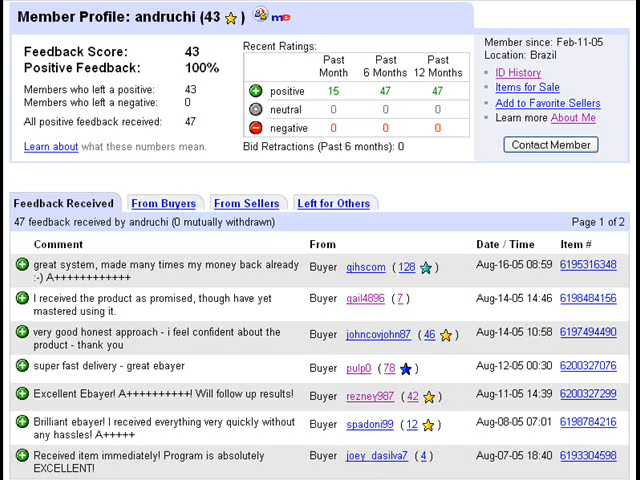 Member Profile: andruchi (43 ) me
Feedback Score: 43
Positive Feedback: 100%
Members who left a positive: 43
Members who left a negative: 0
All positive feedback received: 47
Learn about what these numbers mean.
Recent Ratings:
Past Month Past 6 Months Past 12 Months
positive 15 47 47
neutral 0 0 0
negative 0 0 0
Bid Retractions (Past 6 months): 0
Member since: Feb-11-05
Location: Brazil
ID History
Items for Sale
Add to Favorite Sellers
Learn more About Me
Contact Member
Feedback Received From Buyers From Sellers Left for Others
47 feedback received by andruchi (0 mutually withdrawn) Page 1 of 2
Comment From Date / Time Item #
great system, made many times my money back already Buyer gihscom (128 ) Aug-16-05 08:59 6195316348
:-) A++++++++++++
I received the product as promised, though have yet Buyer gail4896 (7) Aug-14-05 14:46 6198484156
mastered using it.
very good honest approach - i feel confident about the Buyer johncovjohn87 (46 ) Aug-14-05 10:58 6197494490
product - thank you
super fast delivery - great ebayer Buyer pulp0 (78 ) Aug-12-05 00:30 6200327076
Excellent Ebayer! A++++++++++! Will follow up results! Buyer rezney987 (42 ) Aug-11-05 14:39 6200327299
Brilliant ebayer! I received everything very quickly without Buyer spadoni99 (12 ) Aug-08-05 07:01 6198784216
any hassles! A+++++
Received item immediately! Program is absolutely Buyer joey_dasilva7 (4) Aug-07-05 18:40 6193304598
EXCELLENT!